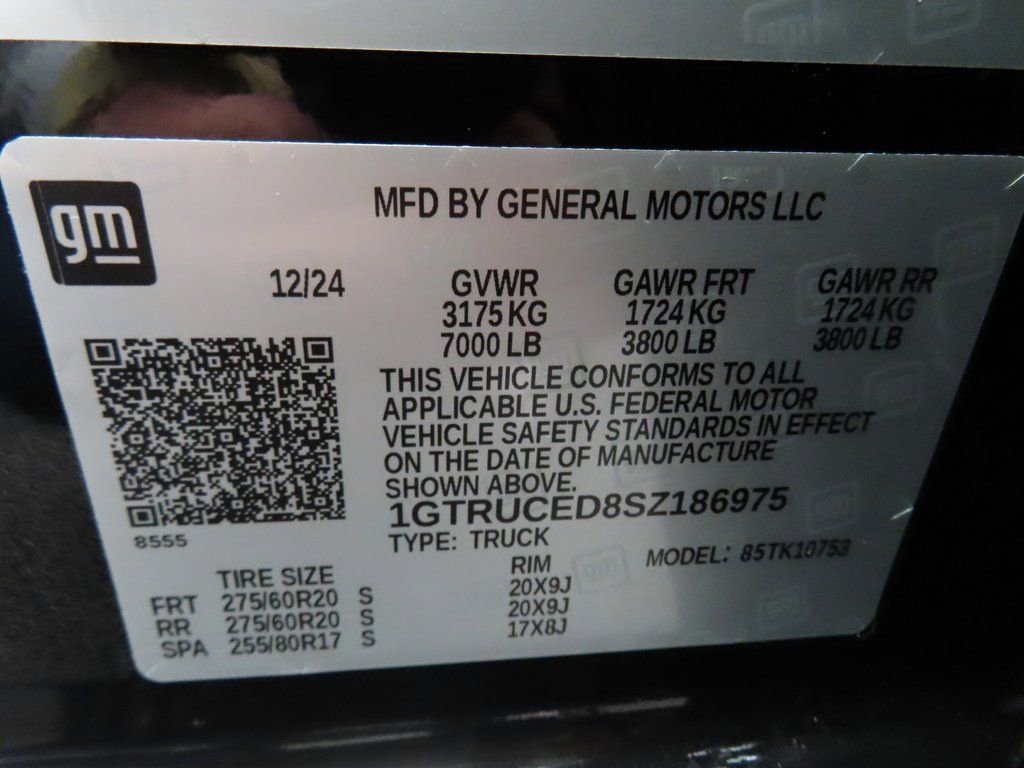 gm
MFD BY GENERAL MOTORS LLC
12/24 GVWR GAWR FRT GAWR RR
3175 KG 1724 KG 1724 KG
7000 LB 3800 LB 3800 LB
THIS VEHICLE CONFORMS TO ALL
APPLICABLE U.S. FEDERAL MOTOR
VEHICLE SAFETY STANDARDS IN EFFECT
ON THE DATE OF MANUFACTURE
SHOWN ABOVE.
1GTRUCED8SZ186975
8555
TYPE: TRUCK MODEL: 85TK10753
TIRE SIZE RIM
FRT 275/60R20 S 20X9J
RR 275/60R20 S 20X9J
SPA 255/80R17 S 17X8J